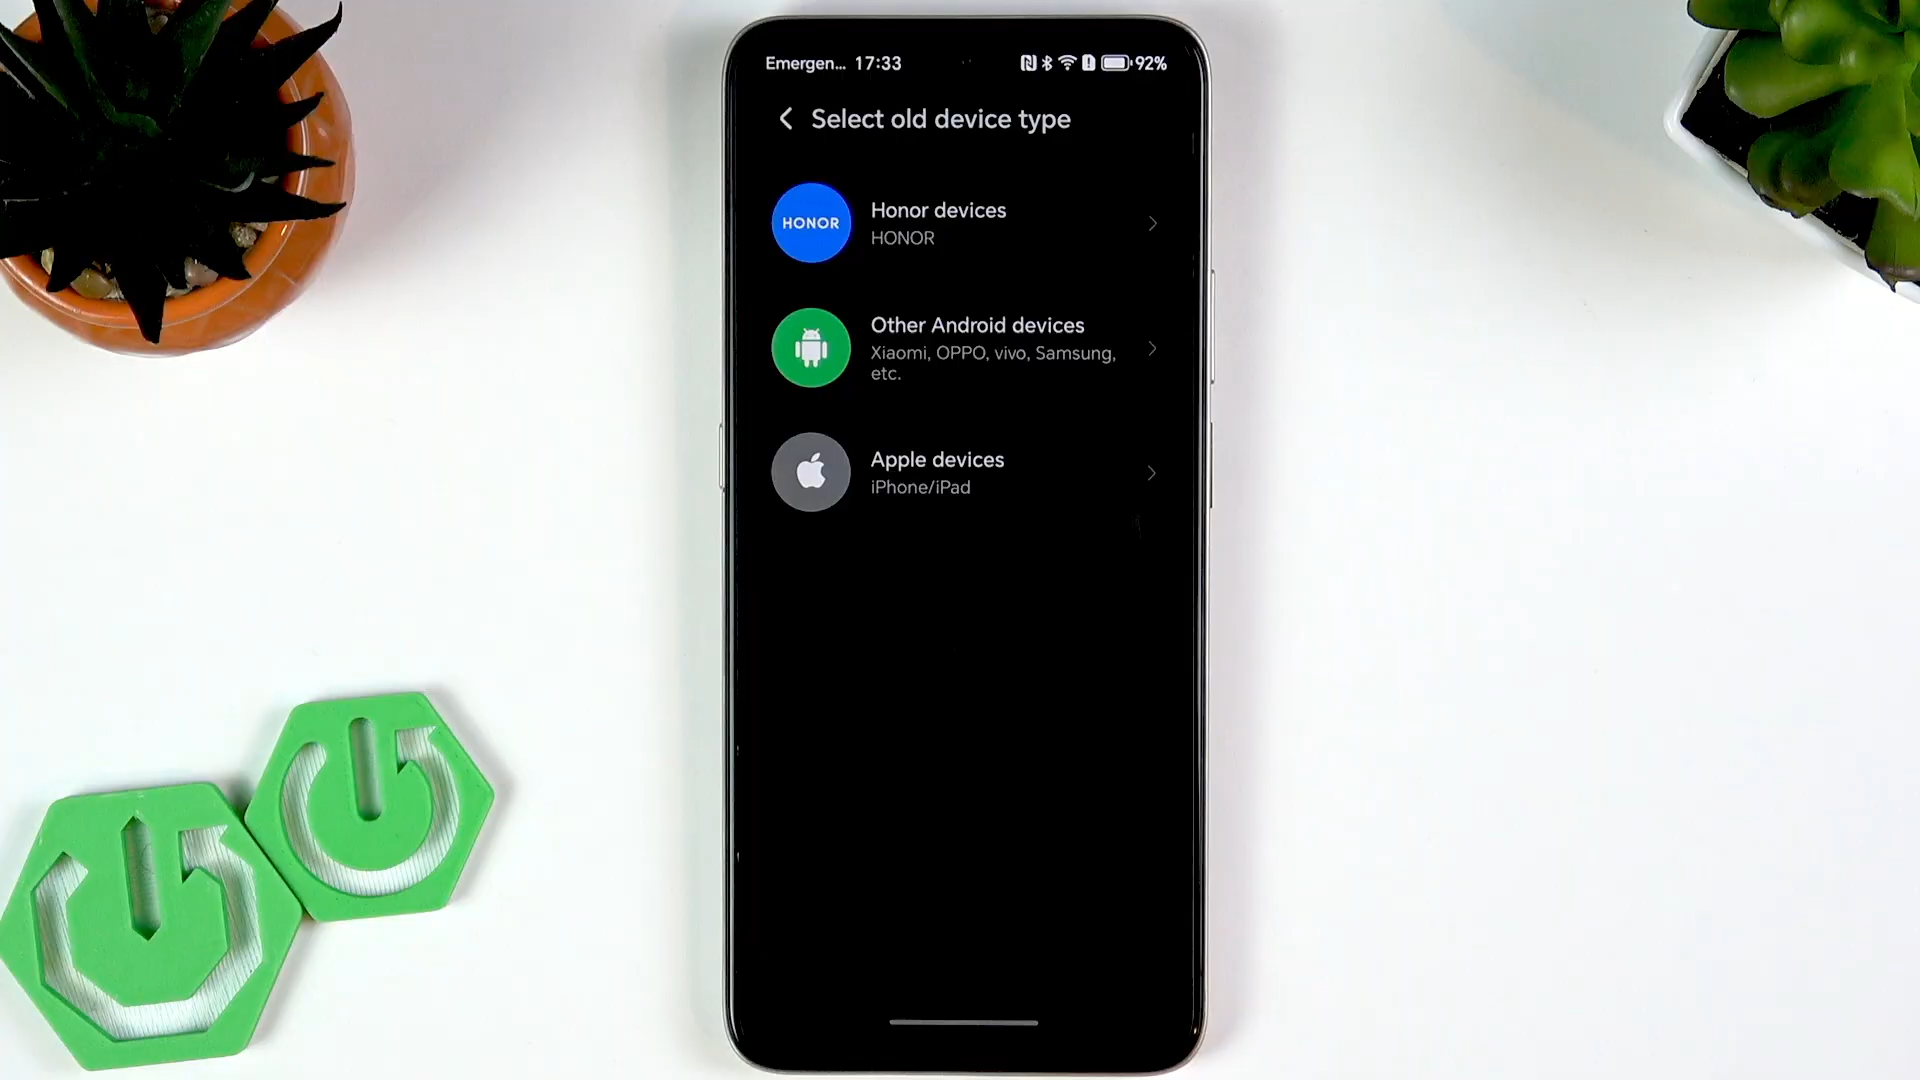 Emergen... 17:33 92%
Select old device type
HONOR
Honor devices
HONOR
Other Android devices
Xiaomi, OPPO, vivo, Samsung,
etc.
Apple devices
iPhone/iPad